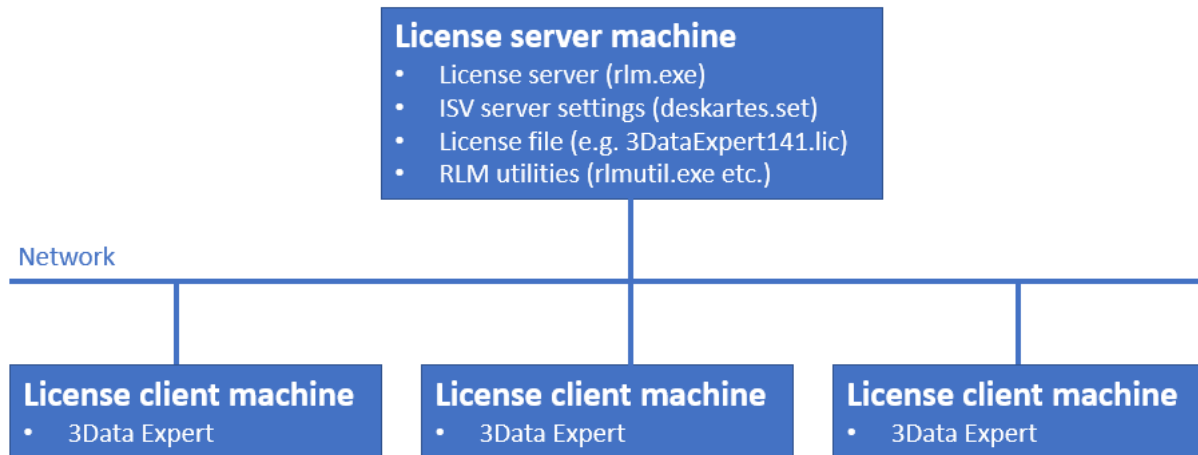 License server machine
• License server (rlm.exe)
• ISV server settings (deskartes.set)
• License file (e.g. 3DataExpert141.lic)
• RLM utilities (rlmutil.exe etc.)
Network
License client machine
• 3Data Expert
License client machine
• 3Data Expert
License client machine
• 3Data Expert